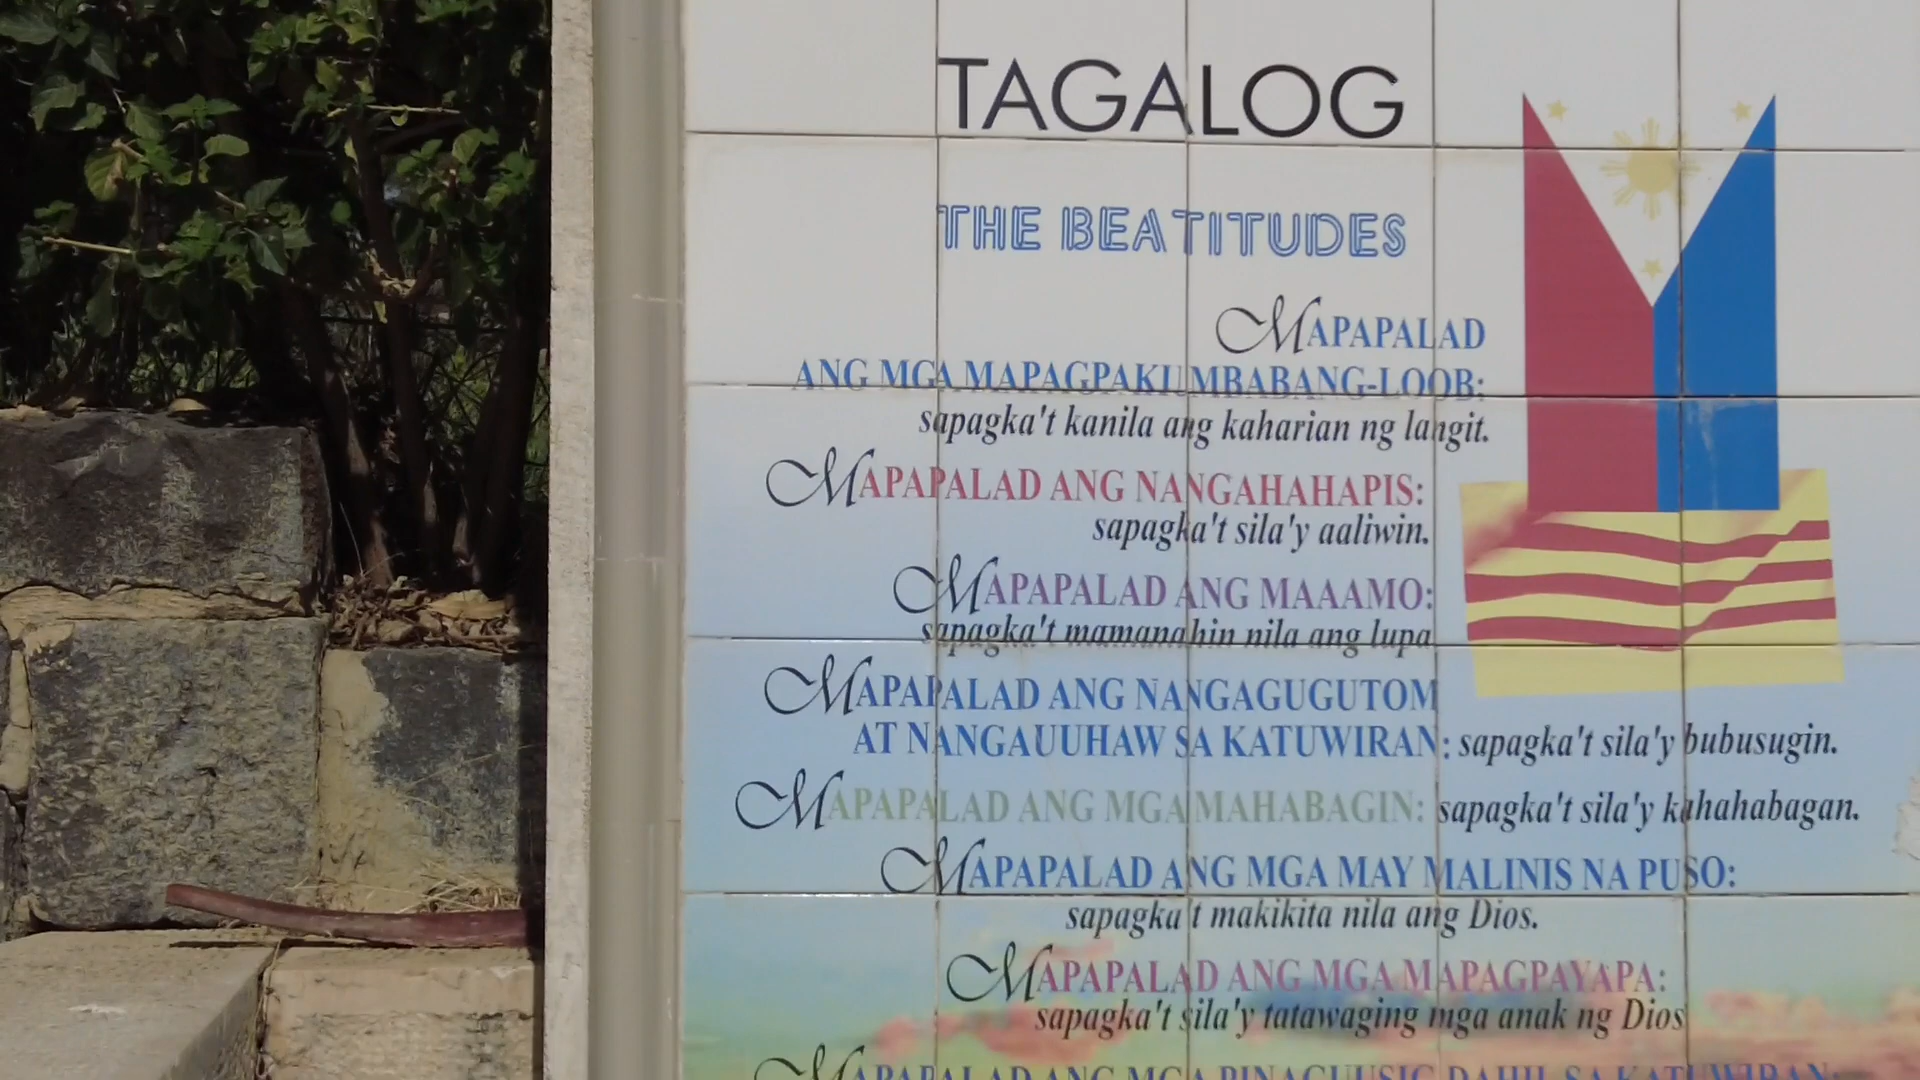 TAGALOG
THE BEATITUDES
MAPAPALAD
ANG MGA MAPAGPAKUMBABANG-LOOB:
sapagka't kanila ang kaharian ng langit.
MAPAPALAD ANG NANGAHAHAPIS:
sapagka't sila'y aaliwin.
MAPAPALAD ANG MAAAMO:
sapagka't mamanahin nila ang lupa
MAPAPALAD ANG NANGAGUGUTOM
AT NANGAUUHAW SA KATUWIRAN: sapagka't sila'y bubusugin.
MAPAPALAD ANG MGA MAHABAGIN: sapagka't sila'y kahahabagan.
MAPAPALAD ANG MGA MAY MALINIS NA PUSO:
sapagka't makikita nila ang Dios.
MAPAPALAD ANG MGA MAPAGPAYAPA:
sapagka't sila'y tatawaging mga anak ng Dios
MAPAPALAD ANG MGA PINAGUUSIG DAHIL SA KATUWIRAN: